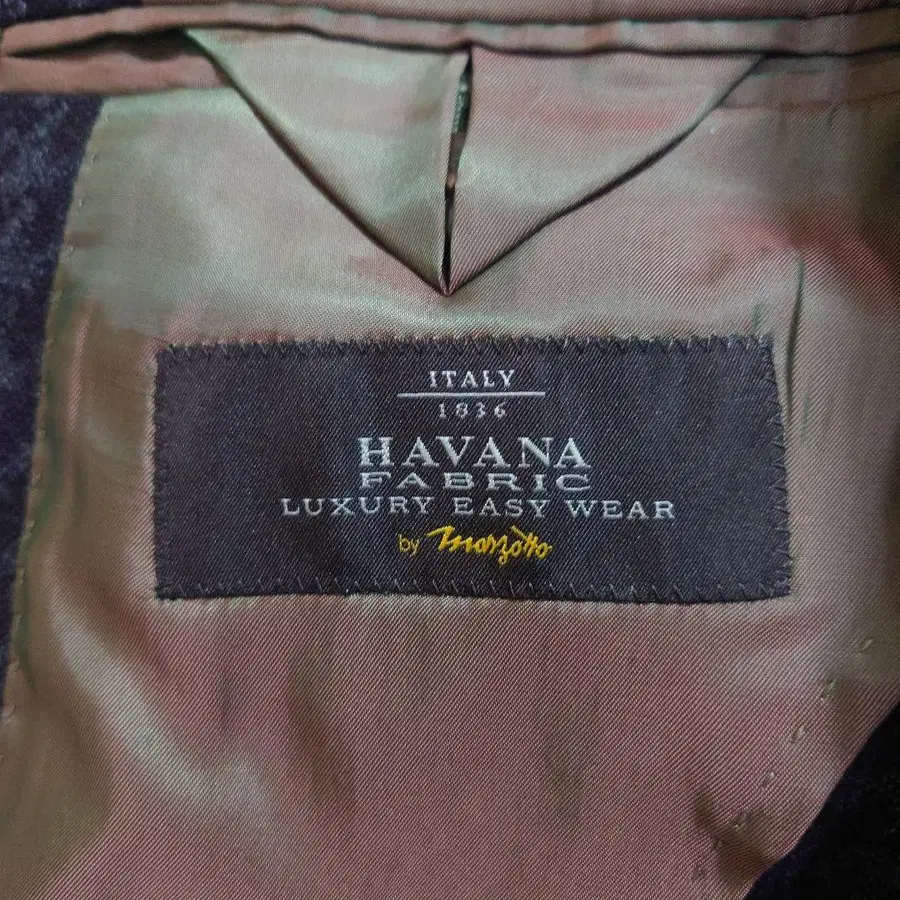 ITALY
1836
HAVANA
FABRIC
LUXURY EASY WEAR
by Marzotto